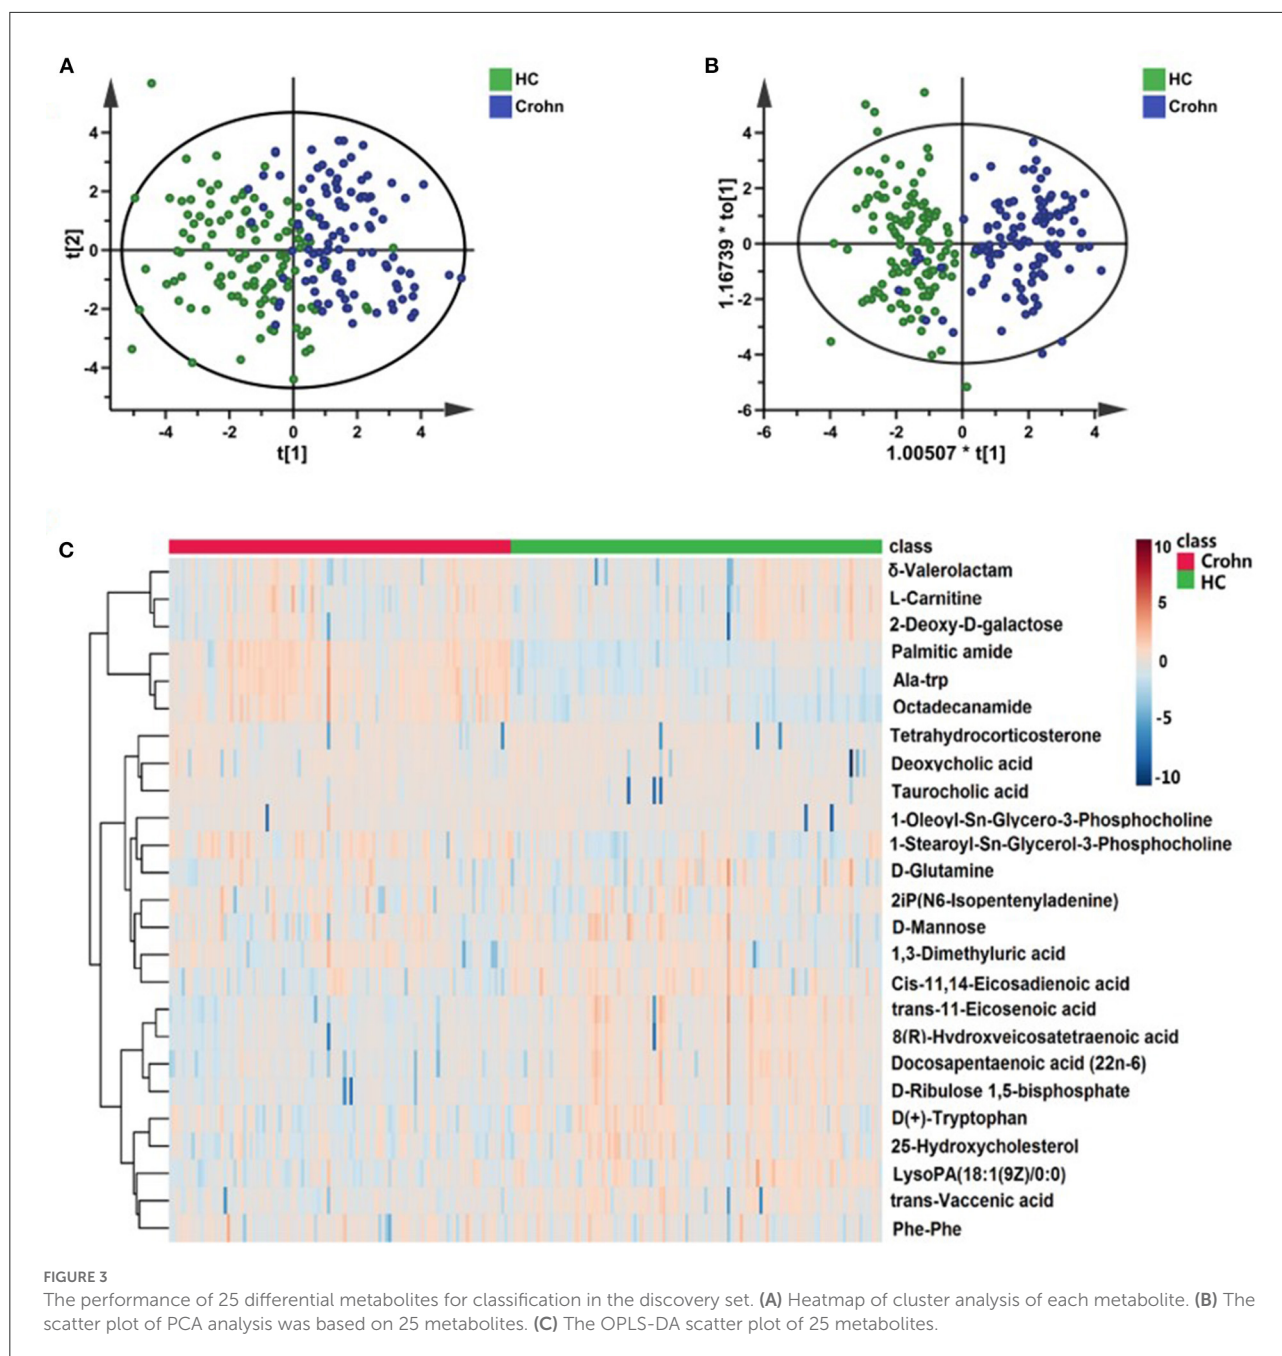 A
HC
Crohn
4
2
0
-2
-4
t[2]
-4
-2
0
2
4
t[1]
B
HC
Crohn
4
2
0
-2
-4
-6
1.16739 * to[1]
-6
-4
-2
0
2
4
1.00507 * t[1]
C
class
δ-Valerolactam
L-Carnitine
2-Deoxy-D-galactose
Palmitic amide
Ala-trp
Octadecanamide
Tetrahydrocorticosterone
Deoxycholic acid
Taurocholic acid
1-Oleoyl-Sn-Glycero-3-Phosphocholine
1-Stearoyl-Sn-Glycerol-3-Phosphocholine
D-Glutamine
2iP(N6-Isopentenyladenine)
D-Mannose
1,3-Dimethyluric acid
Cis-11,14-Eicosadienoic acid
trans-11-Eicosenoic acid
8(R)-Hydroxyeicosatetraenoic acid
Docosapentaenoic acid (22n-6)
D-Ribulose 1,5-bisphosphate
D(+)-Tryptophan
25-Hydroxycholesterol
LysoPA(18:1(9Z)/0:0)
trans-Vaccenic acid
Phe-Phe
10
5
0
-5
-10
class
Crohn
HC
FIGURE 3
The performance of 25 differential metabolites for classification in the discovery set. (A) Heatmap of cluster analysis of each metabolite. (B) The
scatter plot of PCA analysis was based on 25 metabolites. (C) The OPLS-DA scatter plot of 25 metabolites.